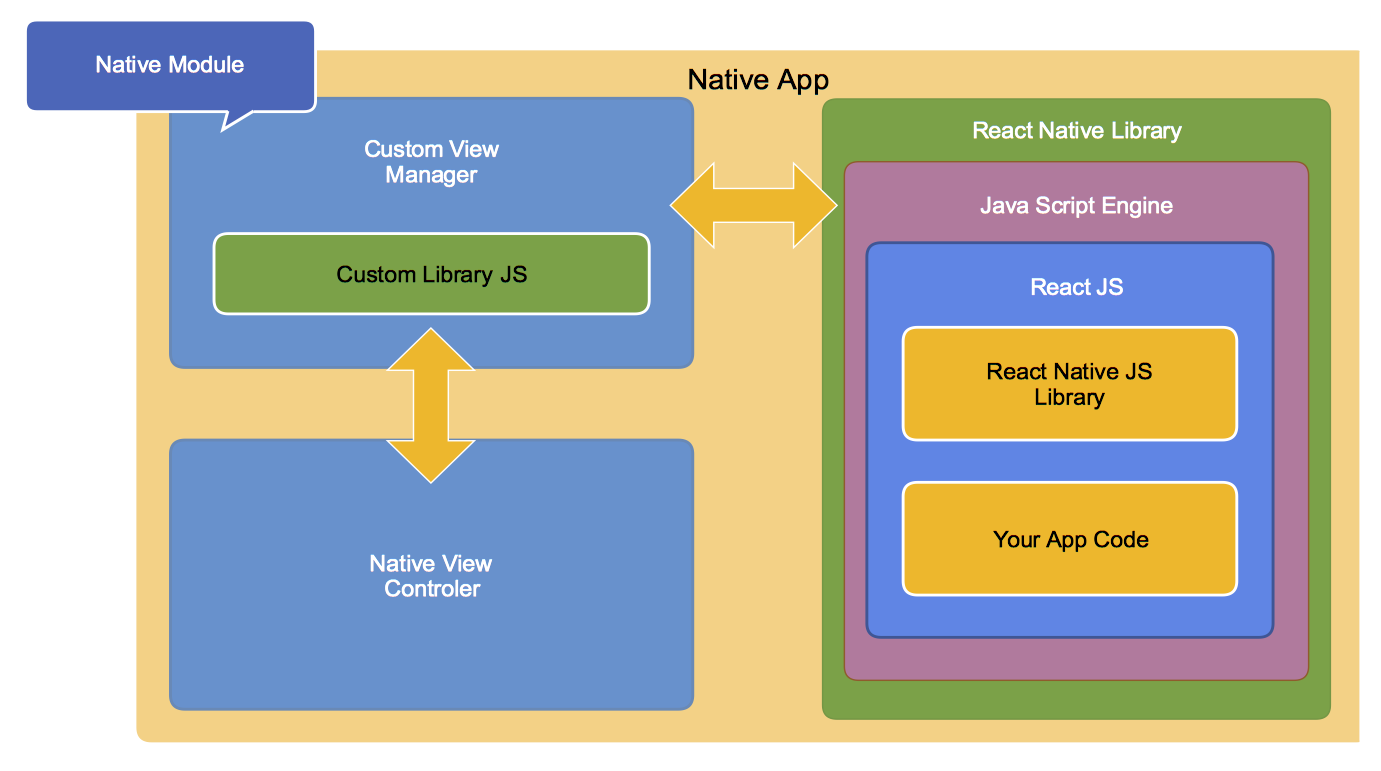 Native Module
Native App
Custom View
Manager
Custom Library JS
Native View
Controler
React Native Library
Java Script Engine
React JS
React Native JS
Library
Your App Code